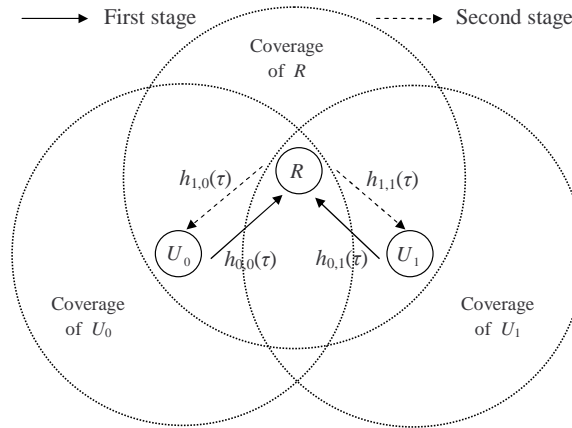 First stage
Second stage
Coverage
of R
h1,0(τ)
R
h1,1(τ)
U0
h0,0(τ)
h0,1(τ)
U1
Coverage
of U0
Coverage
of U1